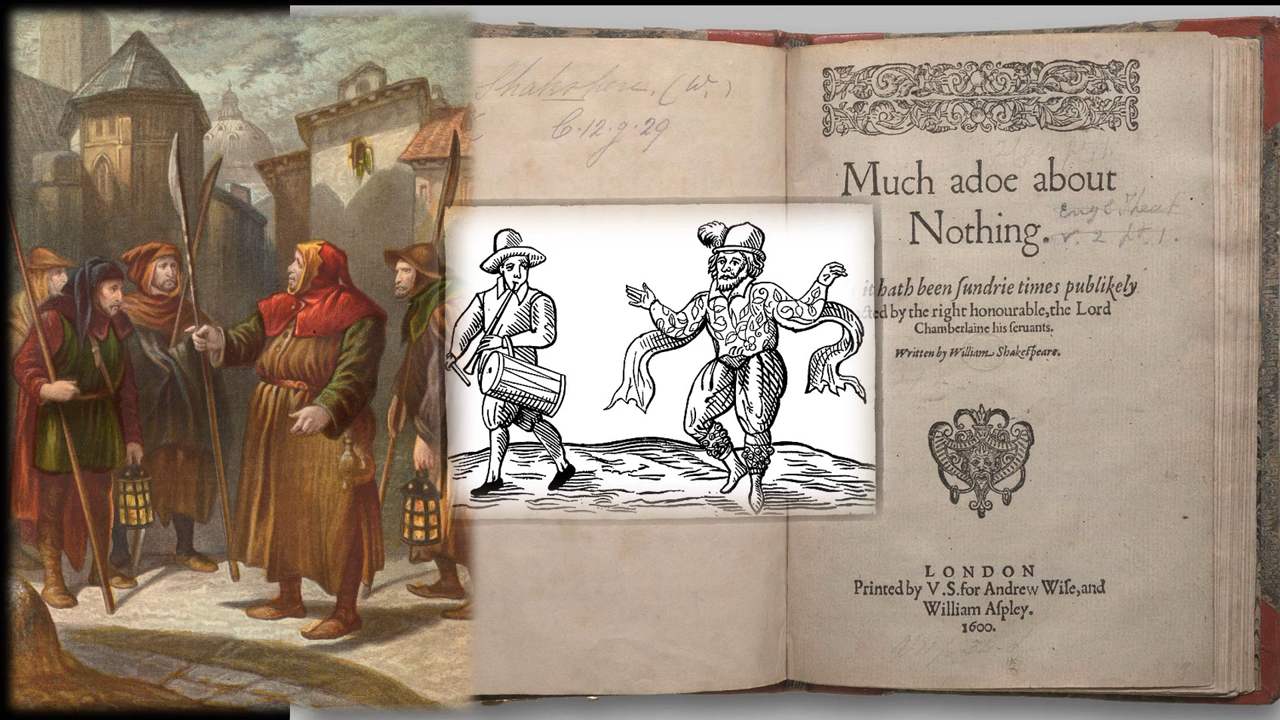 Shakspere. (W.)
C.12.g.29
Much adoe about
Nothing.
it hath been ſundrie times publikely
by the right honourable, the Lord
Chamberlaine his ſeruants.
Written by William Shakeſpeare.
LONDON
Printed by V.S. for Andrew Wiſe, and
William Aſpley.
1600.